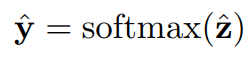 ŷ = softmax(ẑ)